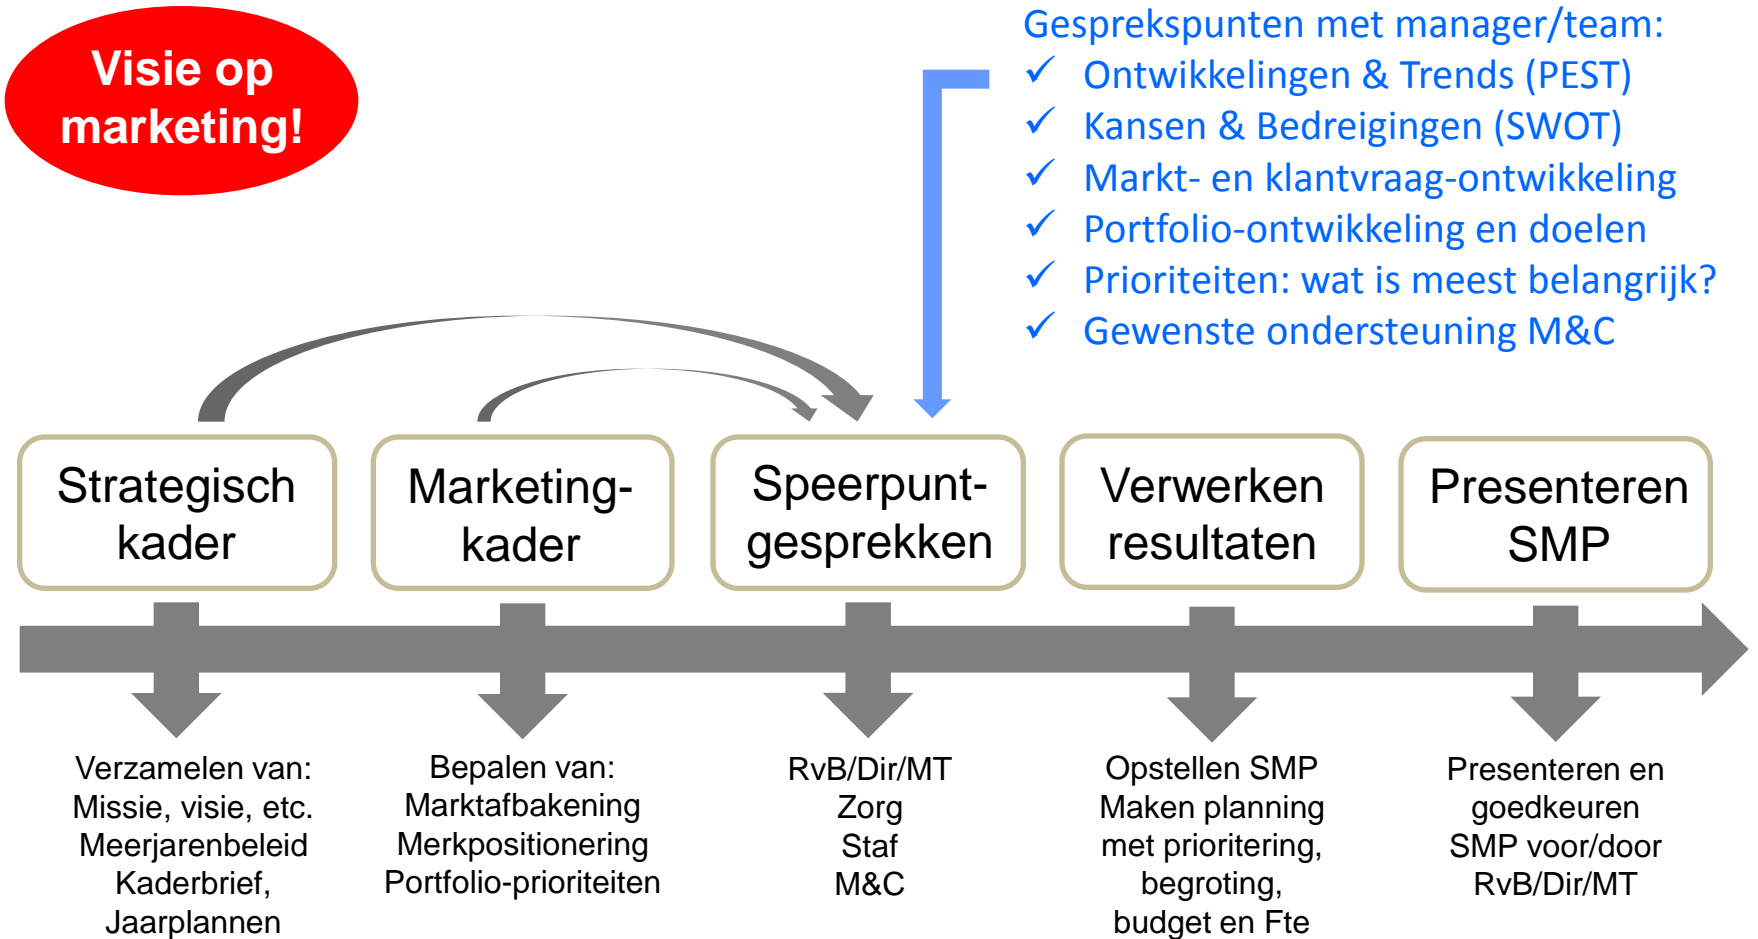 Visie op
marketing!
Gesprekspunten met manager/team:
✓ Ontwikkelingen & Trends (PEST)
✓ Kansen & Bedreigingen (SWOT)
✓ Markt- en klantvraag-ontwikkeling
✓ Portfolio-ontwikkeling en doelen
✓ Prioriteiten: wat is meest belangrijk?
✓ Gewenste ondersteuning M&C
Strategisch
kader
Marketing-
kader
Speerpunt-
gesprekken
Verwerken
resultaten
Presenteren
SMP
Verzamelen van:
Missie, visie, etc.
Meerjarenbeleid
Kaderbrief,
Jaarplannen
Bepalen van:
Marktafbakening
Merkpositionering
Portfolio-prioriteiten
RvB/Dir/MT
Zorg
Staf
M&C
Opstellen SMP
Maken planning
met prioritering,
begroting,
budget en Fte
Presenteren en
goedkeuren
SMP voor/door
RvB/Dir/MT